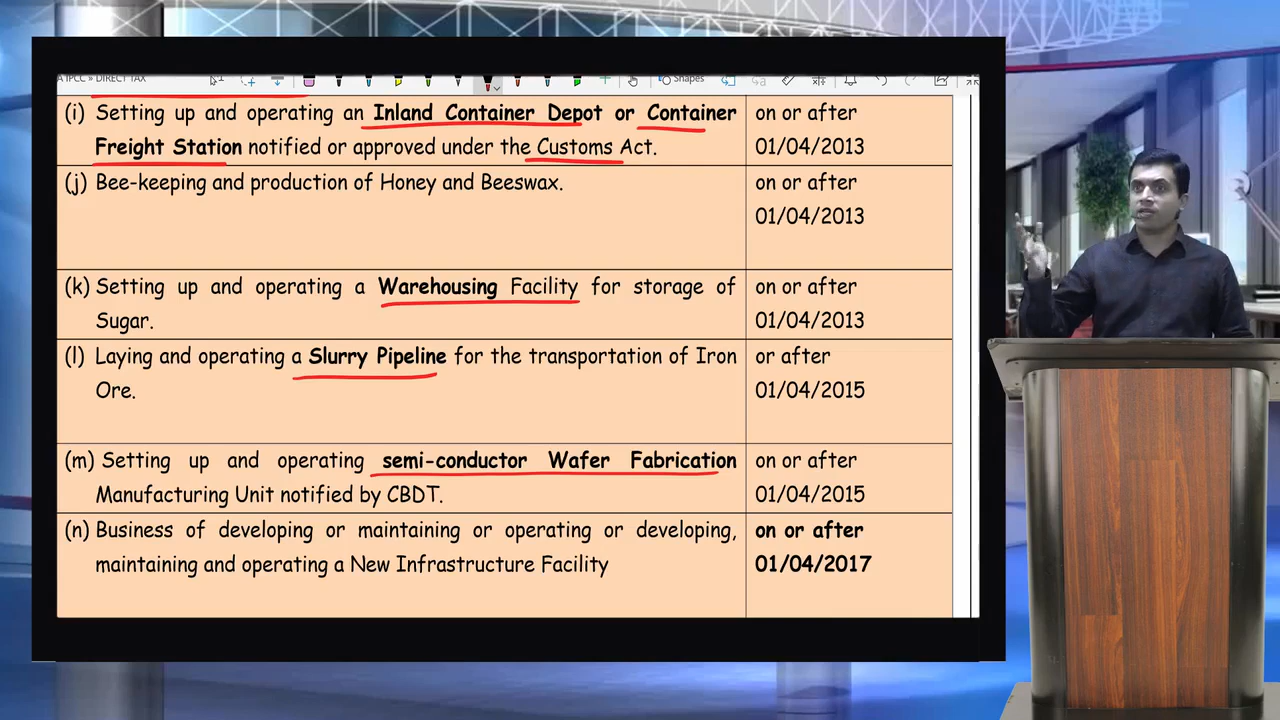 A IPCC » DIRECT TAX
Shapes
(i) Setting up and operating an Inland Container Depot or Container on or after
Freight Station notified or approved under the Customs Act. 01/04/2013
(j) Bee-keeping and production of Honey and Beeswax. on or after
01/04/2013
(k) Setting up and operating a Warehousing Facility for storage of on or after
Sugar. 01/04/2013
(l) Laying and operating a Slurry Pipeline for the transportation of Iron or after
Ore. 01/04/2015
(m) Setting up and operating semi-conductor Wafer Fabrication on or after
Manufacturing Unit notified by CBDT. 01/04/2015
(n) Business of developing or maintaining or operating or developing, on or after
maintaining and operating a New Infrastructure Facility 01/04/2017